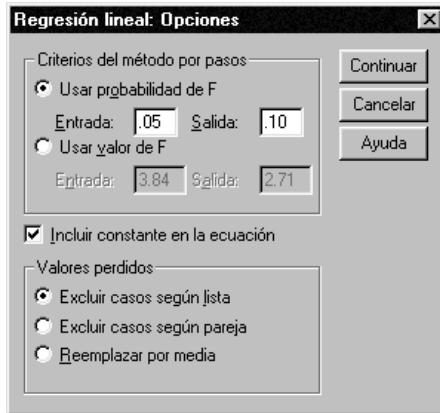 Regresión lineal: Opciones
Criterios del método por pasos
Usar probabilidad de F
Entrada: .05 Salida: .10
Usar valor de F
Entrada: 3.84 Salida: 2.71
Incluir constante en la ecuación
Valores perdidos
Excluir casos según lista
Excluir casos según pareja
Reemplazar por media
Continuar
Cancelar
Ayuda